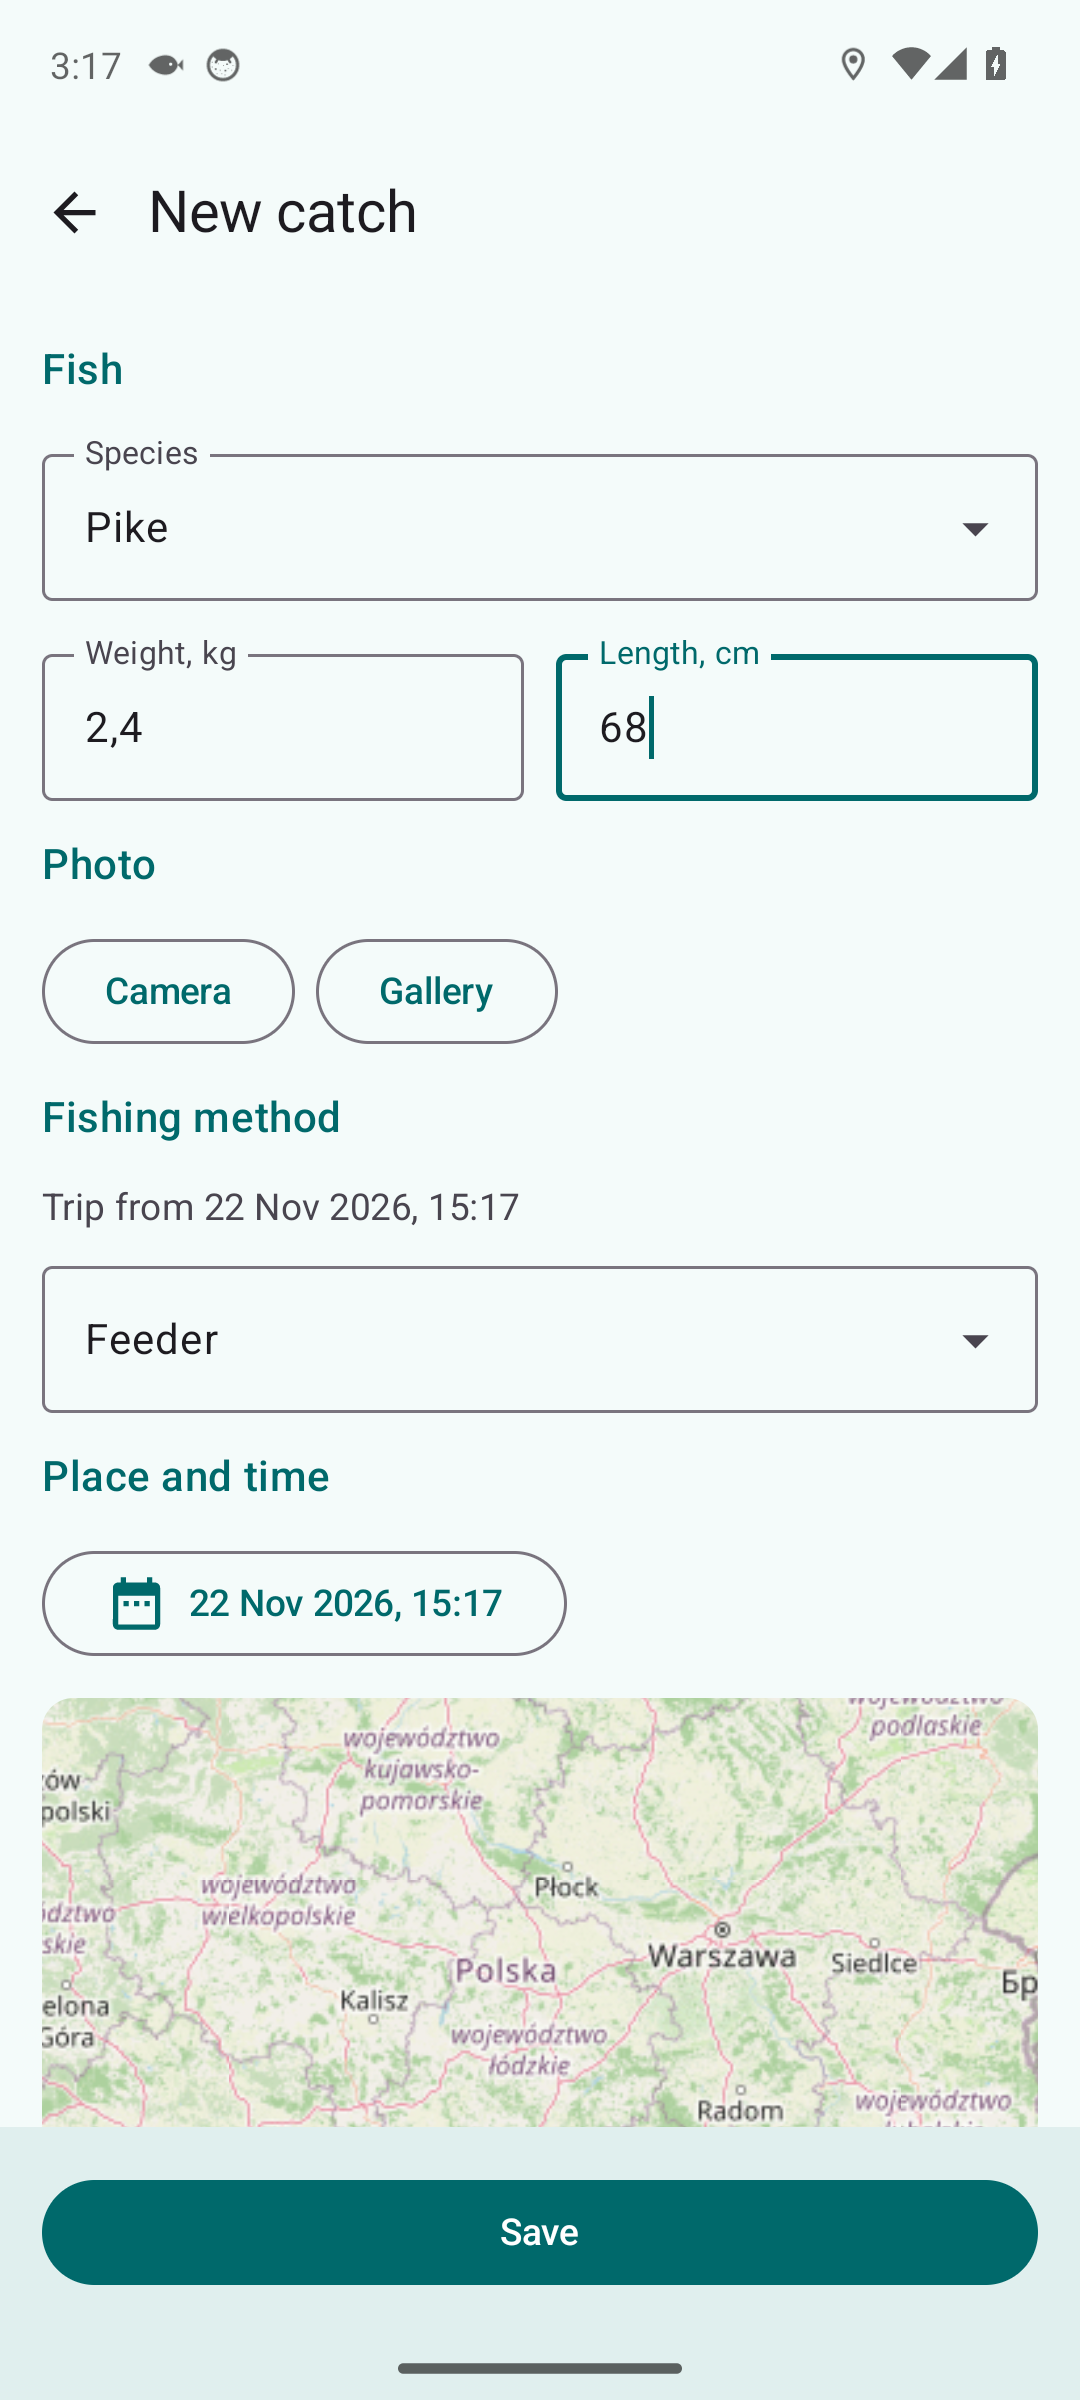 3:17
New catch
Fish
Species
Pike
Weight, kg
2,4
Length, cm
68
Photo
Camera
Gallery
Fishing method
Trip from 22 Nov 2026, 15:17
Feeder
Place and time
22 Nov 2026, 15:17
podlaskie
województwo
kujawsko-
pomorskie
polski
Płock
województwo
wielkopolskie
Warszawa
Siedlce
Polska
Kalisz
Góra
województwo
łódzkie
Radom
województwo
Save